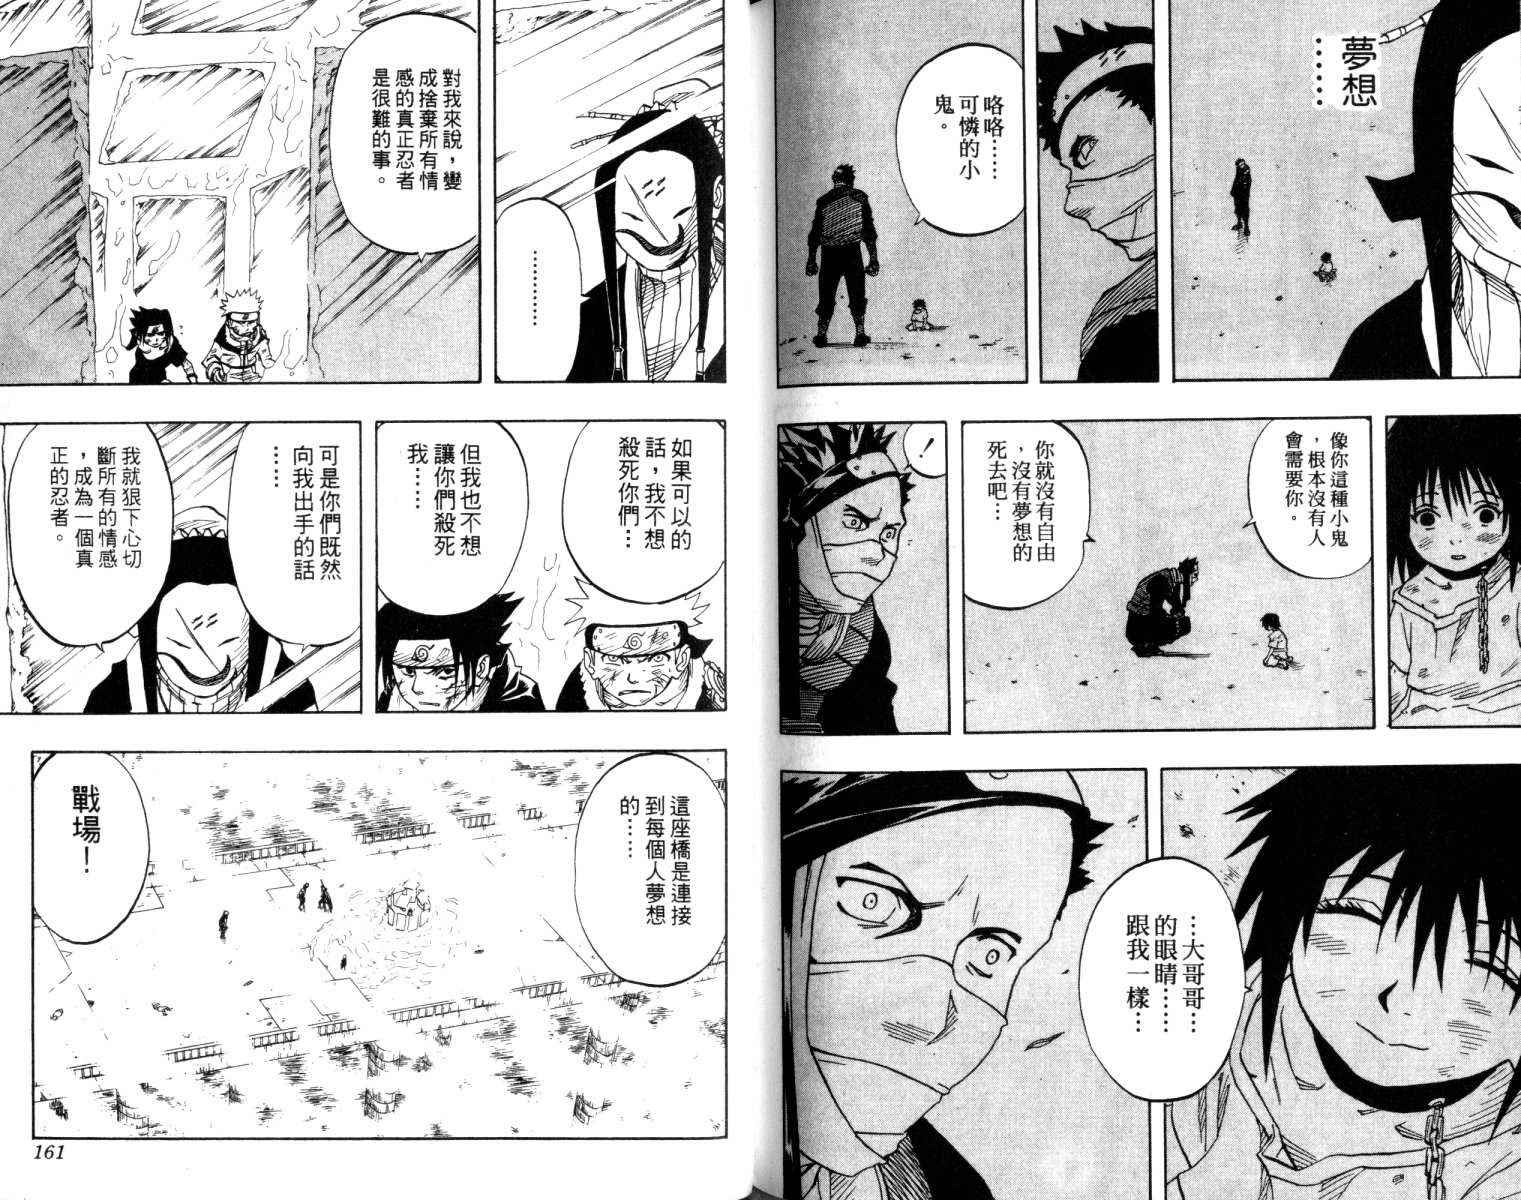 夢想
……
咯咯……
可憐的小
鬼。
像你這種小鬼
，根本沒有人
會需要你。
你就沒有自由
，沒有夢想的
死去吧…
！
…大哥哥…
的眼睛……
跟我一樣…
…………
對我來說，變
成捨棄所有情
感的真正忍者
是很難的事。
如果可以的
話，我不想
殺死你們…
但我也不想
讓你們殺死
我……
可是你們既然
向我出手的話
……
我就狠下心切
斷所有的情感
，成為一個真
正的忍者。
這座橋是連接
到每個人夢想
的……
戰場！
161